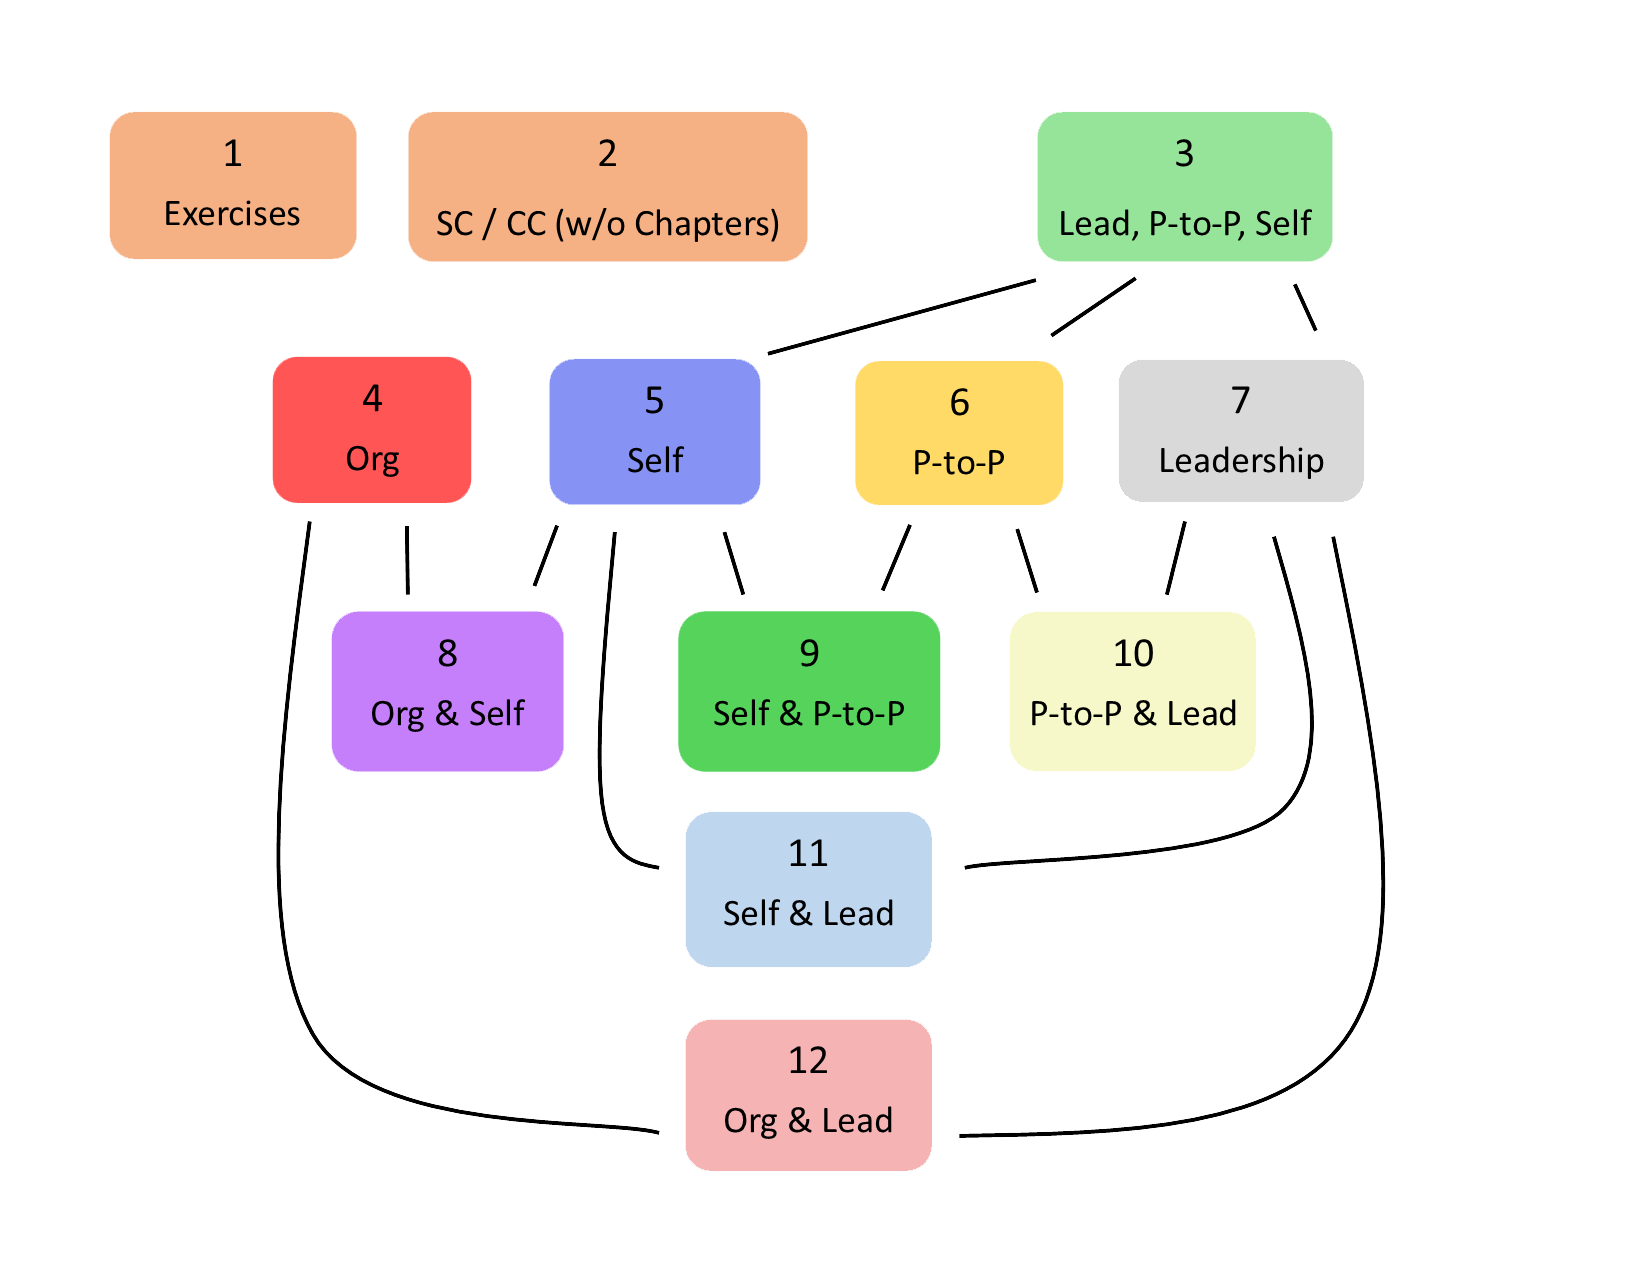 1
Exercises
2
SC / CC (w/o Chapters)
3
Lead, P-to-P, Self
4
Org
5
Self
6
P-to-P
7
Leadership
8
Org & Self
9
Self & P-to-P
10
P-to-P & Lead
11
Self & Lead
12
Org & Lead